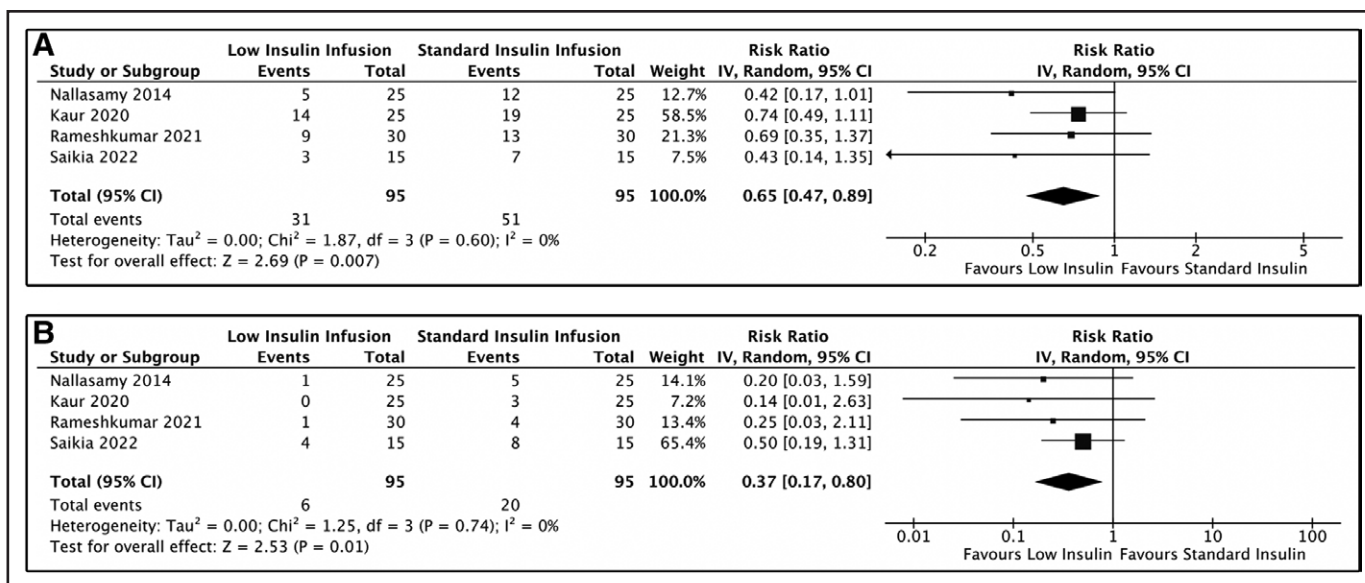 A
Low Insulin Infusion Standard Insulin Infusion Risk Ratio Risk Ratio
Study or Subgroup Events Total Events Total Weight IV, Random, 95% CI IV, Random, 95% CI
Nallasamy 2014 5 25 12 25 12.7% 0.42 [0.17, 1.01]
Kaur 2020 14 25 19 25 58.5% 0.74 [0.49, 1.11]
Rameshkumar 2021 9 30 13 30 21.3% 0.69 [0.35, 1.37]
Saikia 2022 3 15 7 15 7.5% 0.43 [0.14, 1.35]
Total (95% CI) 95 95 100.0% 0.65 [0.47, 0.89]
Total events 31 51
Heterogeneity: Tau² = 0.00; Chi² = 1.87, df = 3 (P = 0.60); I² = 0%
Test for overall effect: Z = 2.69 (P = 0.007)
0.2 0.5 1 2 5
Favours Low Insulin Favours Standard Insulin
B
Low Insulin Infusion Standard Insulin Infusion Risk Ratio Risk Ratio
Study or Subgroup Events Total Events Total Weight IV, Random, 95% CI IV, Random, 95% CI
Nallasamy 2014 1 25 5 25 14.1% 0.20 [0.03, 1.59]
Kaur 2020 0 25 3 25 7.2% 0.14 [0.01, 2.63]
Rameshkumar 2021 1 30 4 30 13.4% 0.25 [0.03, 2.11]
Saikia 2022 4 15 8 15 65.4% 0.50 [0.19, 1.31]
Total (95% CI) 95 95 100.0% 0.37 [0.17, 0.80]
Total events 6 20
Heterogeneity: Tau² = 0.00; Chi² = 1.25, df = 3 (P = 0.74); I² = 0%
Test for overall effect: Z = 2.53 (P = 0.01)
0.01 0.1 1 10 100
Favours Low Insulin Favours Standard Insulin